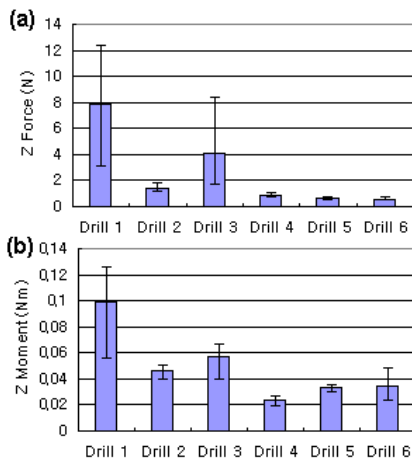 (a)
14
12
10
8
6
4
2
0
Z Force (N)
Drill 1 Drill 2 Drill 3 Drill 4 Drill 5 Drill 6
(b)
0,14
0,12
0,1
0,08
0,06
0,04
0,02
0
Z Moment (Nm)
Drill 1 Drill 2 Drill 3 Drill 4 Drill 5 Drill 6